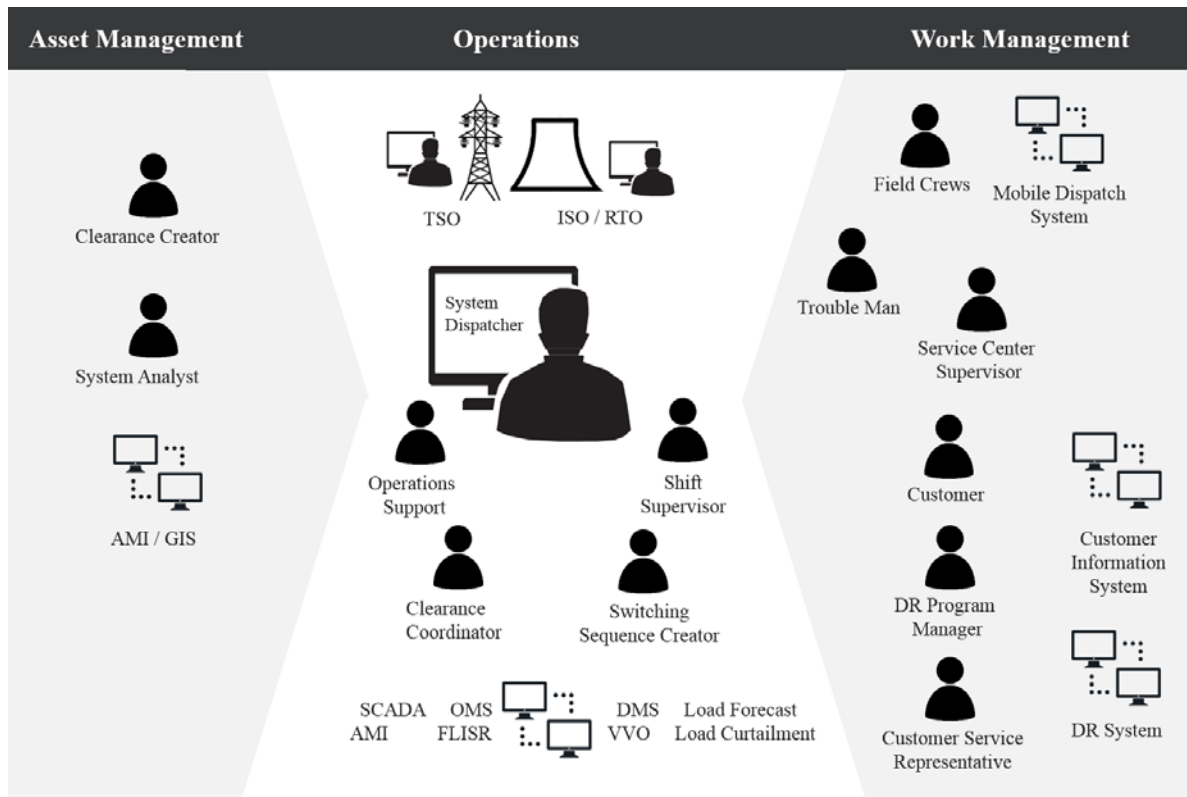 Asset Management
Operations
Work Management
Clearance Creator
System Analyst
AMI / GIS
TSO
ISO / RTO
System
Dispatcher
Operations
Support
Shift
Supervisor
Clearance
Coordinator
Switching
Sequence Creator
SCADA OMS DMS Load Forecast
AMI FLISR VVO Load Curtailment
Field Crews
Mobile Dispatch
System
Trouble Man
Service Center
Supervisor
Customer
Customer
Information
System
DR Program
Manager
DR System
Customer Service
Representative